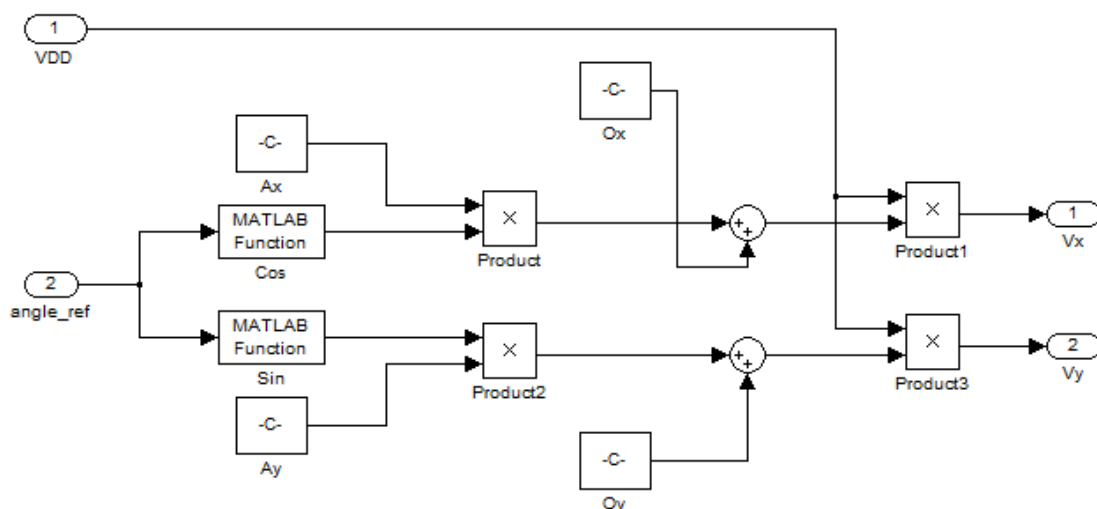 1
VDD
-C-
Ox
-C-
Ax
MATLAB
Function
Cos
×
Product
+
+
×
Product1
1
Vx
2
angle_ref
MATLAB
Function
Sin
×
Product2
+
+
×
Product3
2
Vy
-C-
Ay
-C-
Oy